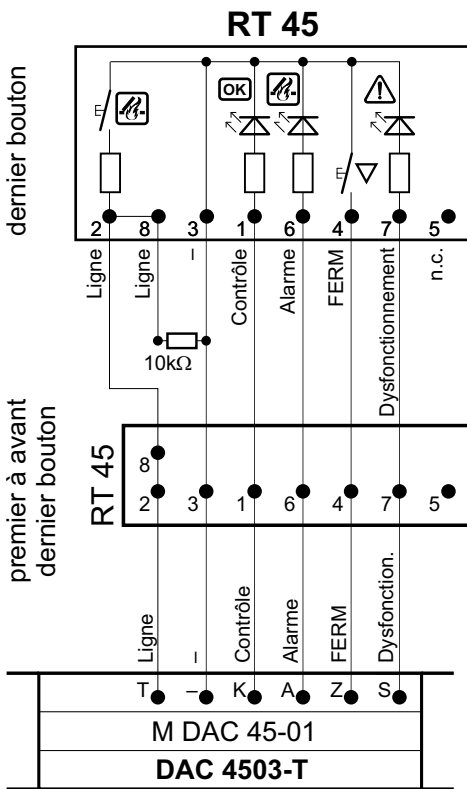 RT 45
dernier bouton
OK
2 8 3 1 6 4 7 5
Ligne
Ligne
–
Contrôle
Alarme
FERM
Dysfonctionnement
n.c.
10kΩ
premier à avant
dernier bouton
RT 45
8
2 3 1 6 4 7 5
Ligne
–
Contrôle
Alarme
FERM
Dysfonction.
T – K A Z S
M DAC 45-01
DAC 4503-T